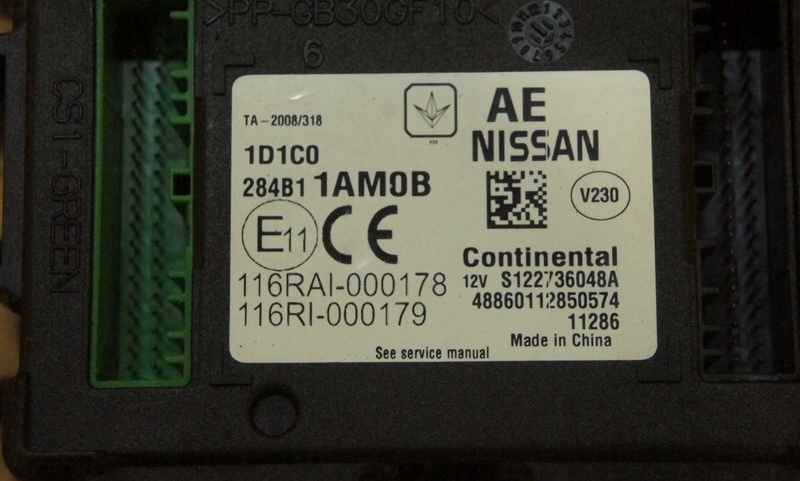 >PP-GB30GF10<
6
CS1-GREEN
TA-2008/318
AE
NISSAN
1D1C0
284B1 1AM0B
V230
E11 CE
Continental
116RAI-000178
12V S122736048A
116RI-000179
48860112850574
11286
Made in China
See service manual